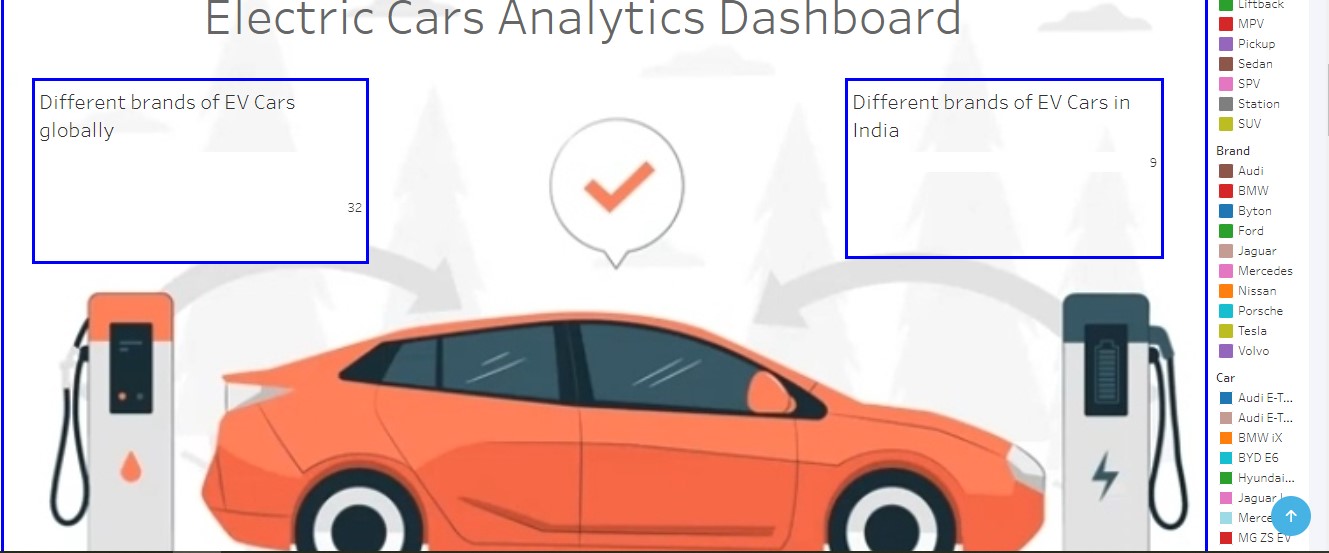 Electric Cars Analytics Dashboard
Different brands of EV Cars
globally
32
Different brands of EV Cars in
India
9
Liftback
MPV
Pickup
Sedan
SPV
Station
SUV
Brand
Audi
BMW
Byton
Ford
Jaguar
Mercedes
Nissan
Porsche
Tesla
Volvo
Car
Audi E-T...
Audi E-T...
BMW iX
BYD E6
Hyundai...
Jaguar
Merce
MG ZS EV